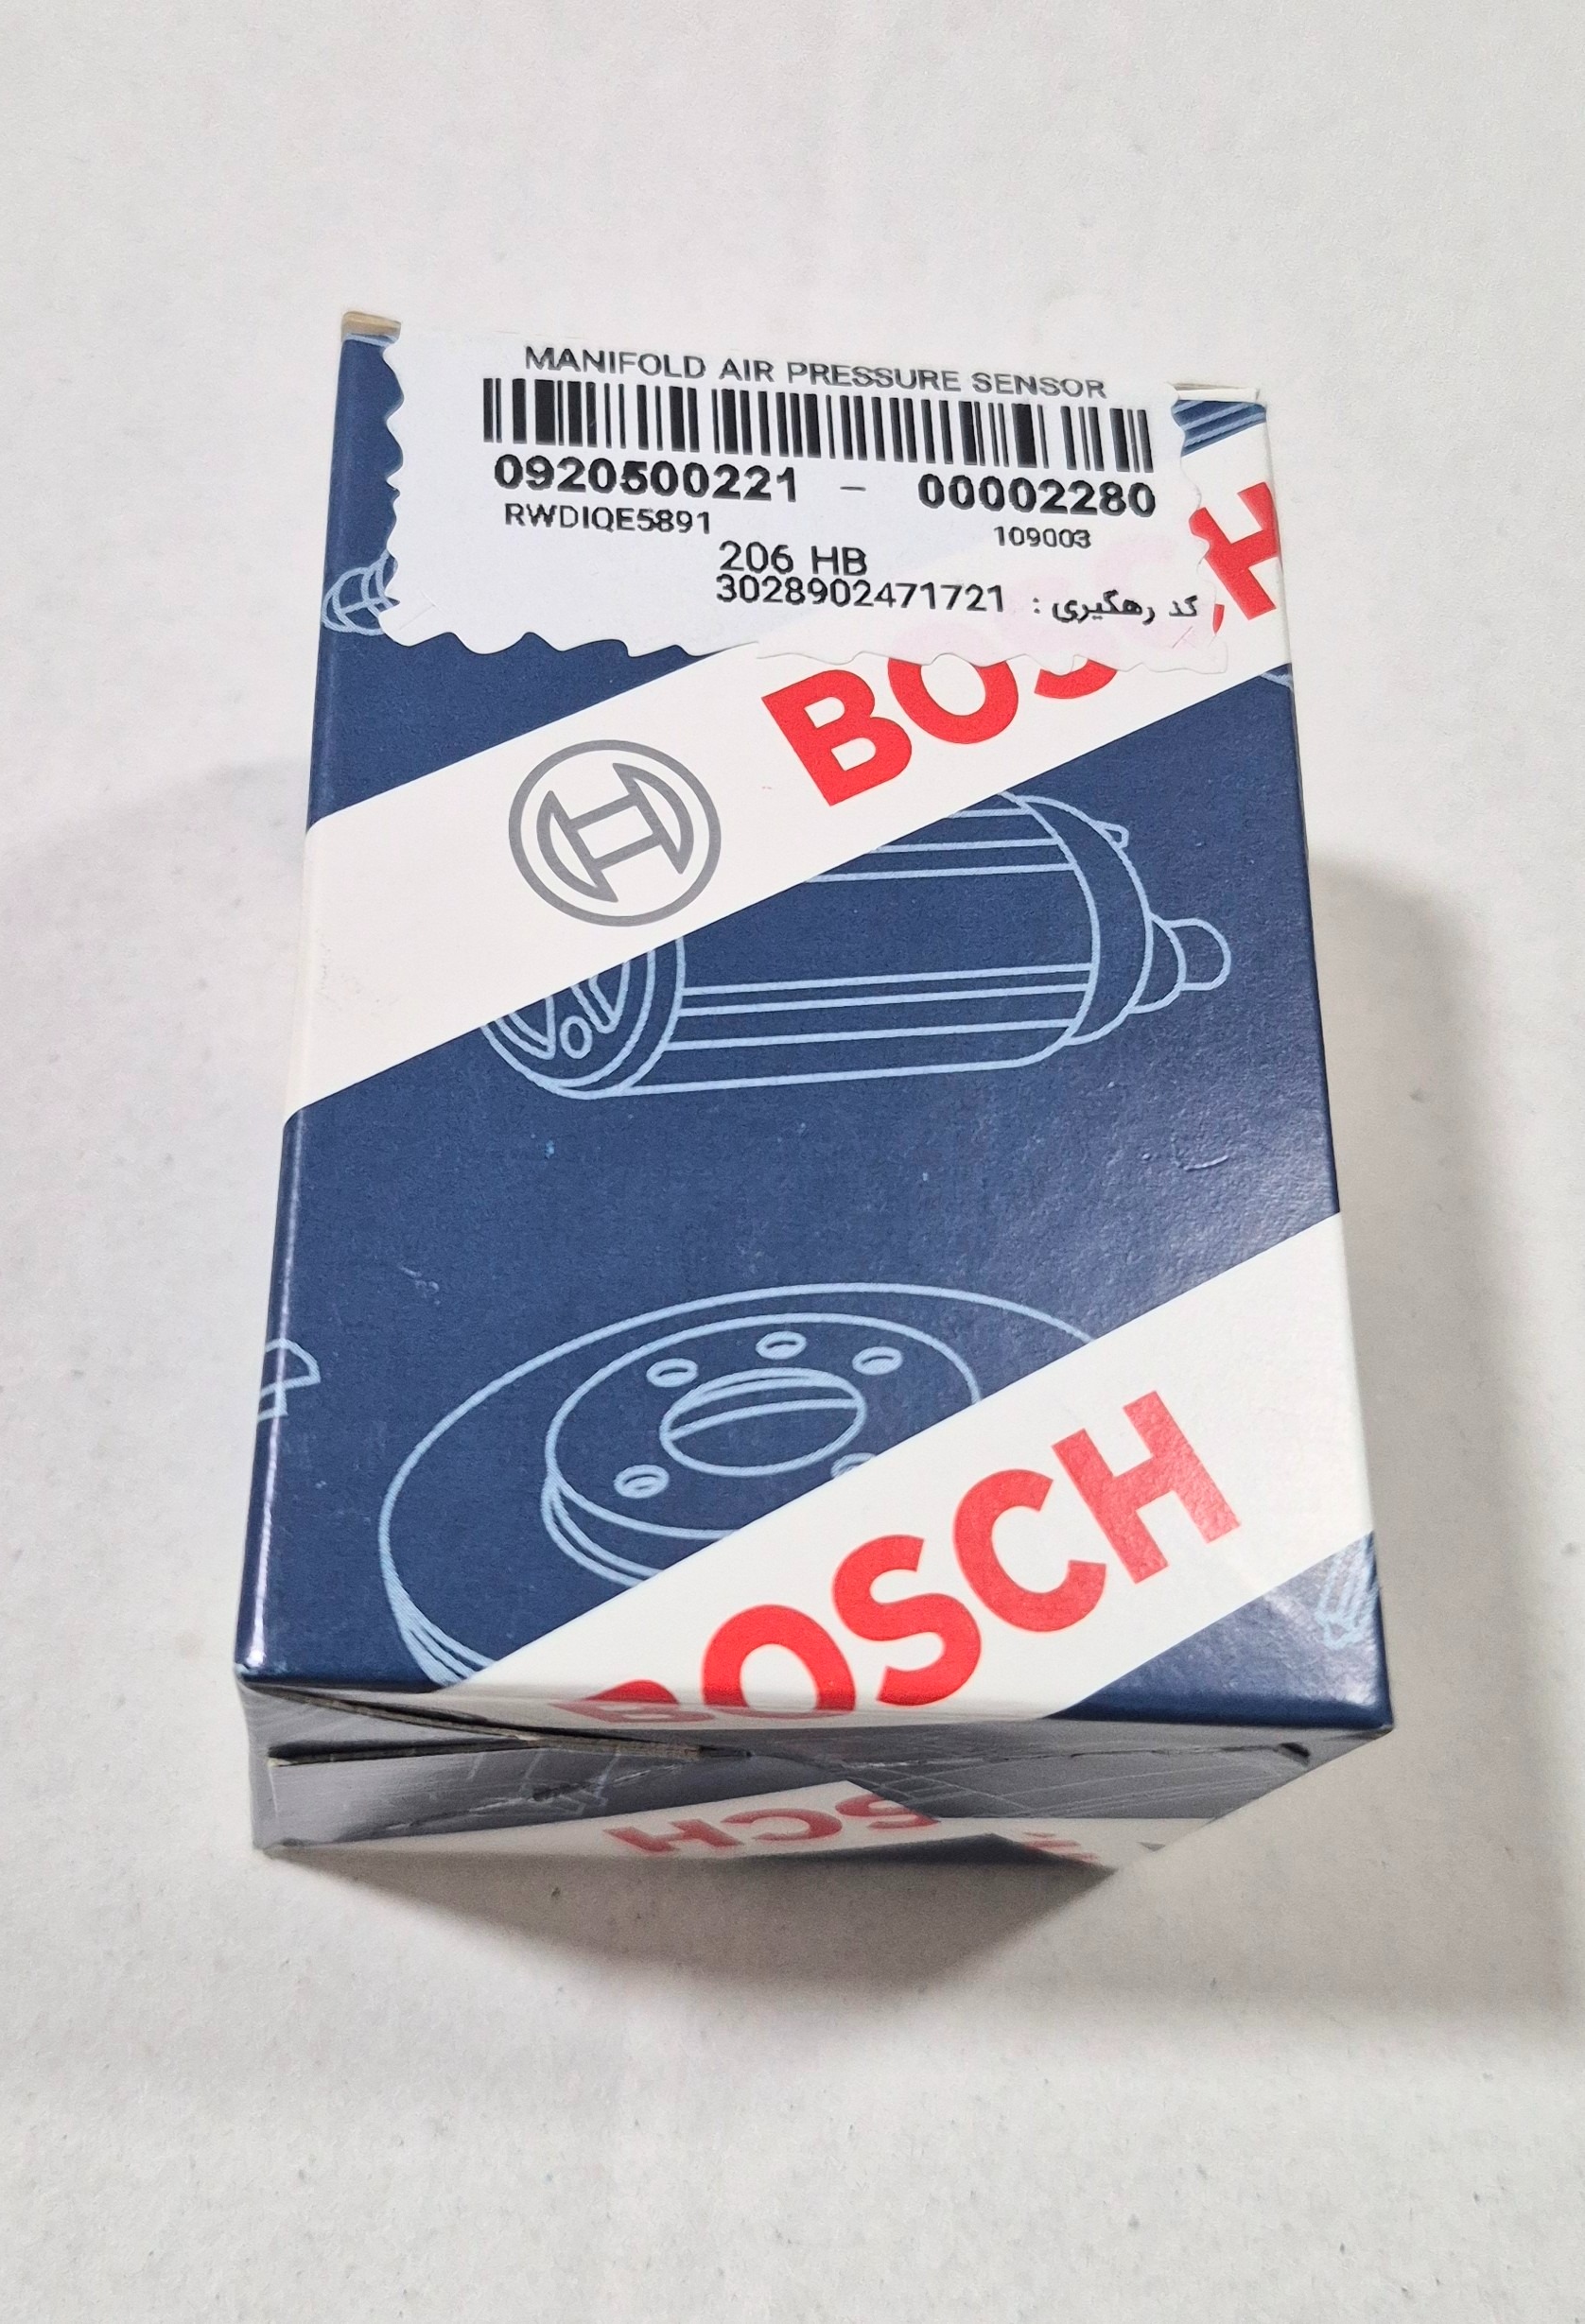 MANIFOLD AIR PRESSURE SENSOR
0920500221 - 00002280
RWDIQE5891 109003
206 HB
کد رهگیری : 3028902471721
BOSCH
BOSCH
BOSCH